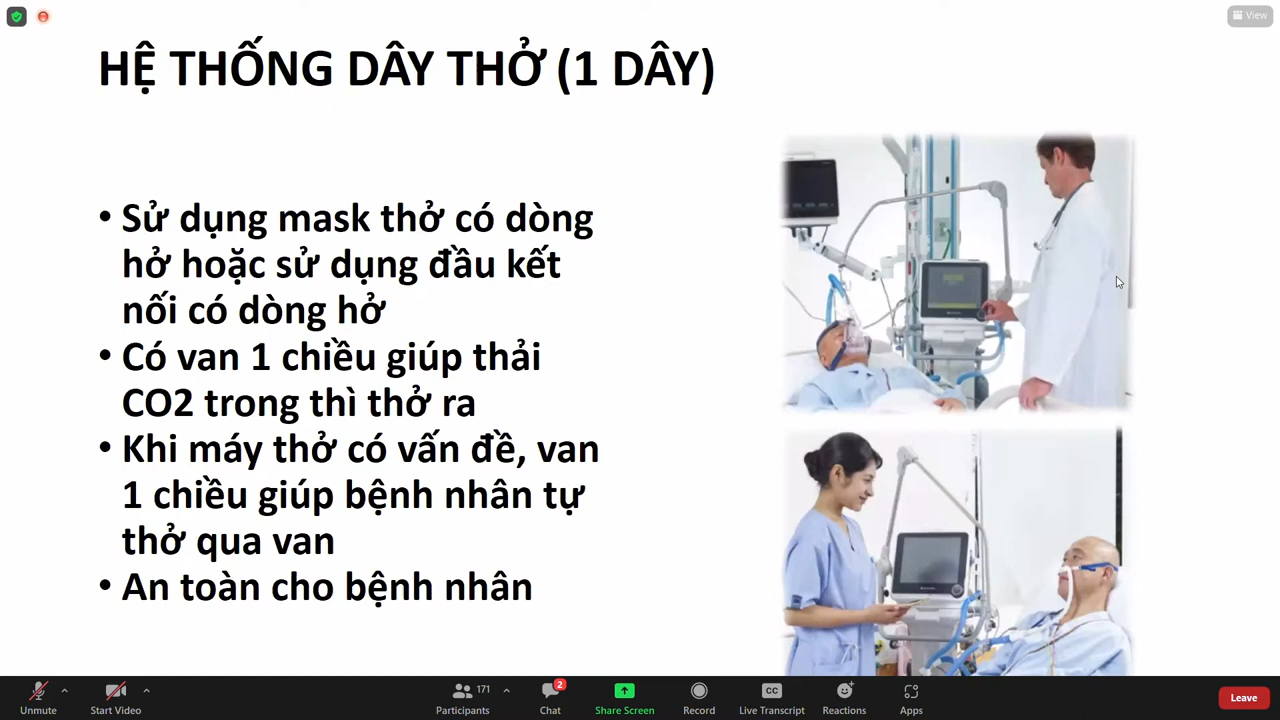 View
HỆ THỐNG DÂY THỞ (1 DÂY)
• Sử dụng mask thở có dòng
hở hoặc sử dụng đầu kết
nối có dòng hở
• Có van 1 chiều giúp thải
CO2 trong thì thở ra
• Khi máy thở có vấn đề, van
1 chiều giúp bệnh nhân tự
thở qua van
• An toàn cho bệnh nhân
171
2
Unmute
Start Video
Participants
Chat
Share Screen
Record
Live Transcript
Reactions
Apps
Leave